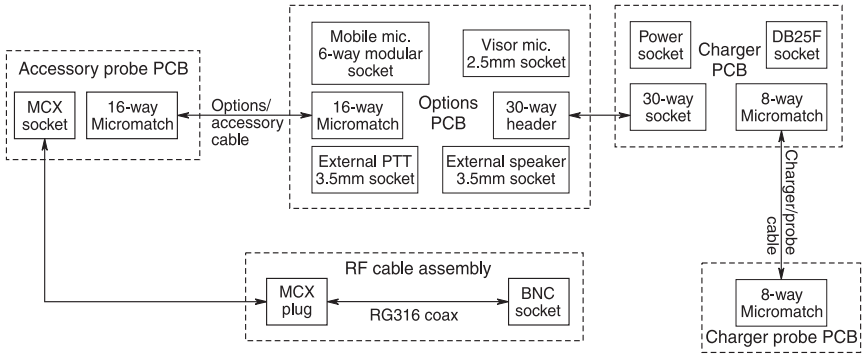 Accessory probe PCB
MCX
socket
16-way
Micromatch
Options/
accessory
cable
Mobile mic.
6-way modular
socket
Visor mic.
2.5mm socket
16-way
Micromatch
Options
PCB
30-way
header
External PTT
3.5mm socket
External speaker
3.5mm socket
Power
socket
Charger
PCB
DB25F
socket
30-way
socket
8-way
Micromatch
Charger/probe
cable
8-way
Micromatch
Charger probe PCB
RF cable assembly
MCX
plug
RG316 coax
BNC
socket